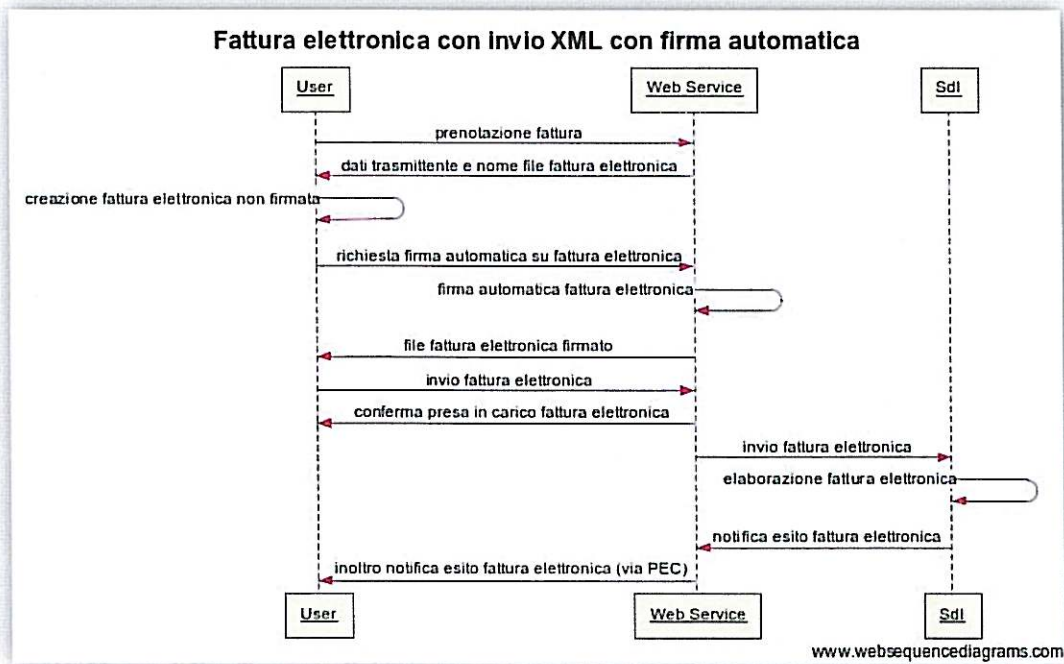 Fattura elettronica con invio XML con firma automatica
User
Web Service
SdI
prenotazione fattura
dati trasmittente e nome file fattura elettronica
creazione fattura elettronica non firmata
richiesta firma automatica su fattura elettronica
firma automatica fattura elettronica
file fattura elettronica firmato
invio fattura elettronica
conferma presa in carico fattura elettronica
invio fattura elettronica
elaborazione fattura elettronica
notifica esito fattura elettronica
inoltro notifica esito fattura elettronica (via PEC)
User
Web Service
SdI
www.websequencediagrams.com